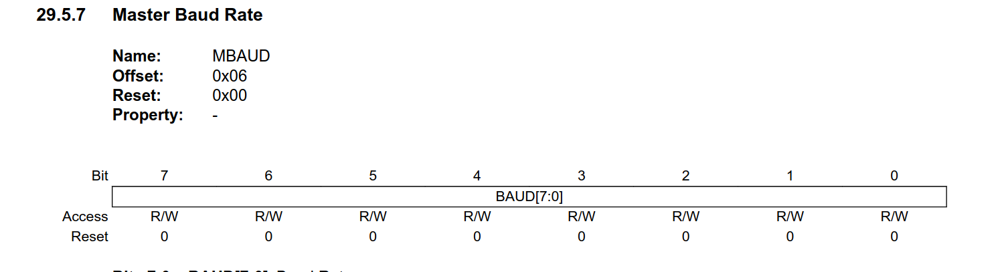 29.5.7 Master Baud Rate
Name: MBAUD
Offset: 0x06
Reset: 0x00
Property: -
Bit 7 6 5 4 3 2 1 0
BAUD[7:0]
Access R/W R/W R/W R/W R/W R/W R/W R/W
Reset 0 0 0 0 0 0 0 0